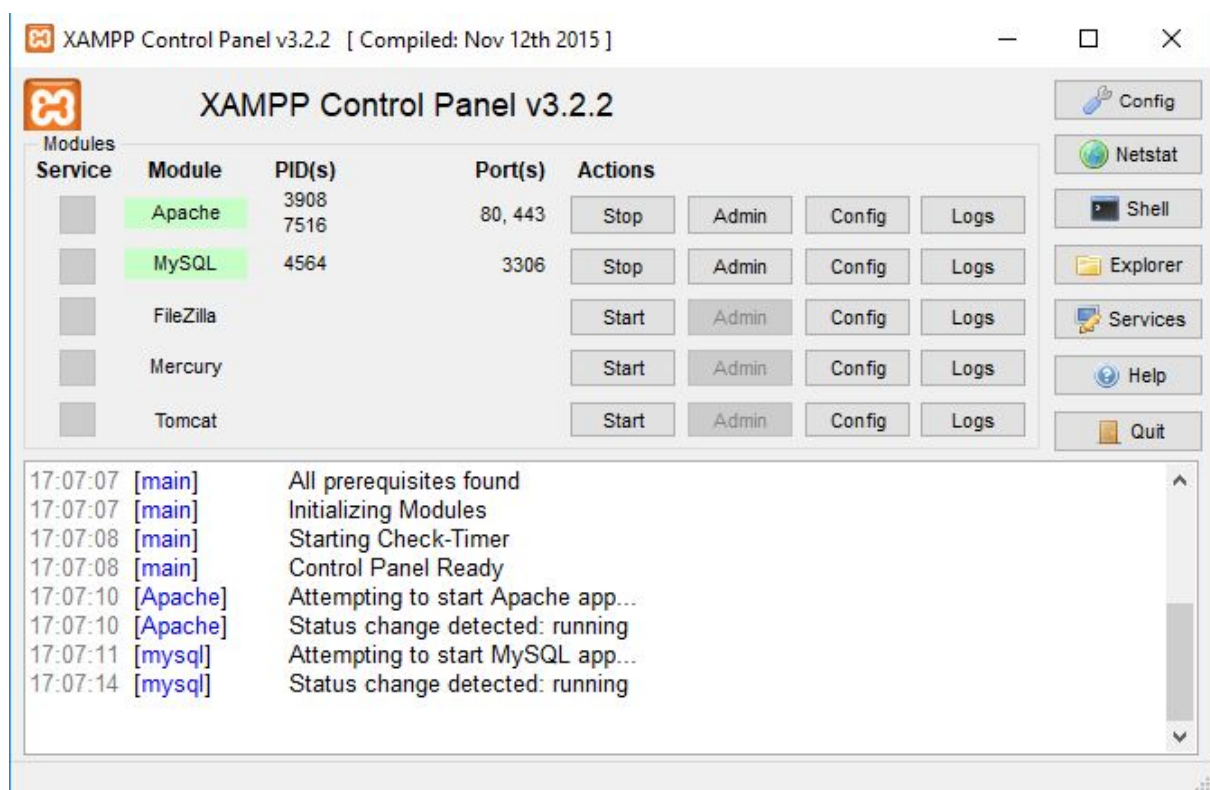 XAMPP Control Panel v3.2.2 [ Compiled: Nov 12th 2015 ]
XAMPP Control Panel v3.2.2
Config
Modules
Service Module PID(s) Port(s) Actions
Netstat
Apache 3908 7516 80, 443 Stop Admin Config Logs
Shell
MySQL 4564 3306 Stop Admin Config Logs
Explorer
FileZilla Start Admin Config Logs
Services
Mercury Start Admin Config Logs
Help
Tomcat Start Admin Config Logs
Quit
17:07:07 [main] All prerequisites found
17:07:07 [main] Initializing Modules
17:07:08 [main] Starting Check-Timer
17:07:08 [main] Control Panel Ready
17:07:10 [Apache] Attempting to start Apache app...
17:07:10 [Apache] Status change detected: running
17:07:11 [mysql] Attempting to start MySQL app...
17:07:14 [mysql] Status change detected: running